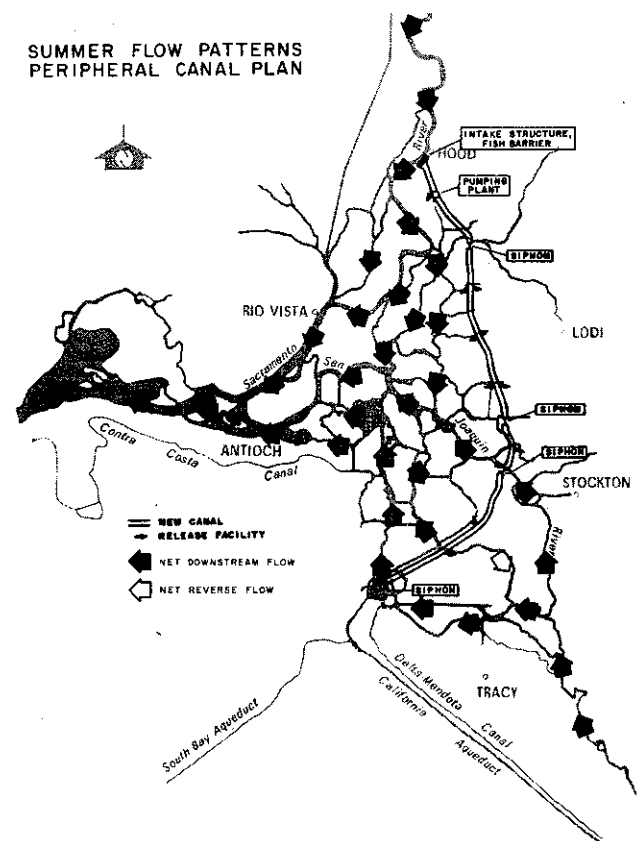 SUMMER FLOW PATTERNS
PERIPHERAL CANAL PLAN
N
River
INTAKE STRUCTURE,
FISH BARRIER
HOOD
PUMPING
PLANT
SIPHON
RIO VISTA
LODI
Sacramento
San
SIPHON
Joaquin
Contra
Costa
Canal
ANTIOCH
SIPHON
STOCKTON
NEW CANAL
RELEASE FACILITY
NET DOWNSTREAM FLOW
NET REVERSE FLOW
River
SIPHON
TRACY
Delta-Mendota Canal
California Aqueduct
South Bay Aqueduct